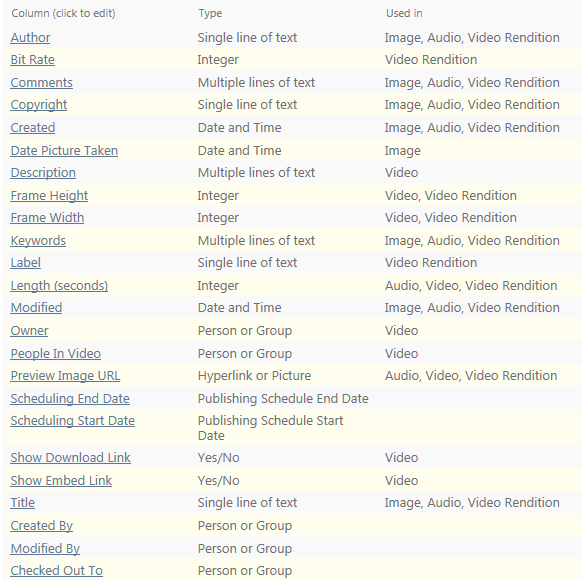 Column (click to edit) Type Used in
Author Single line of text Image, Audio, Video Rendition
Bit Rate Integer Video Rendition
Comments Multiple lines of text Image, Audio, Video Rendition
Copyright Single line of text Image, Audio, Video Rendition
Created Date and Time Image, Audio, Video Rendition
Date Picture Taken Date and Time Image
Description Multiple lines of text Video
Frame Height Integer Video, Video Rendition
Frame Width Integer Video, Video Rendition
Keywords Multiple lines of text Image, Audio, Video Rendition
Label Single line of text Video Rendition
Length (seconds) Integer Audio, Video, Video Rendition
Modified Date and Time Image, Audio, Video Rendition
Owner Person or Group Video
People In Video Person or Group Video
Preview Image URL Hyperlink or Picture Audio, Video, Video Rendition
Scheduling End Date Publishing Schedule End Date
Scheduling Start Date Publishing Schedule Start
Date
Show Download Link Yes/No Video
Show Embed Link Yes/No Video
Title Single line of text Image, Audio, Video Rendition
Created By Person or Group
Modified By Person or Group
Checked Out To Person or Group